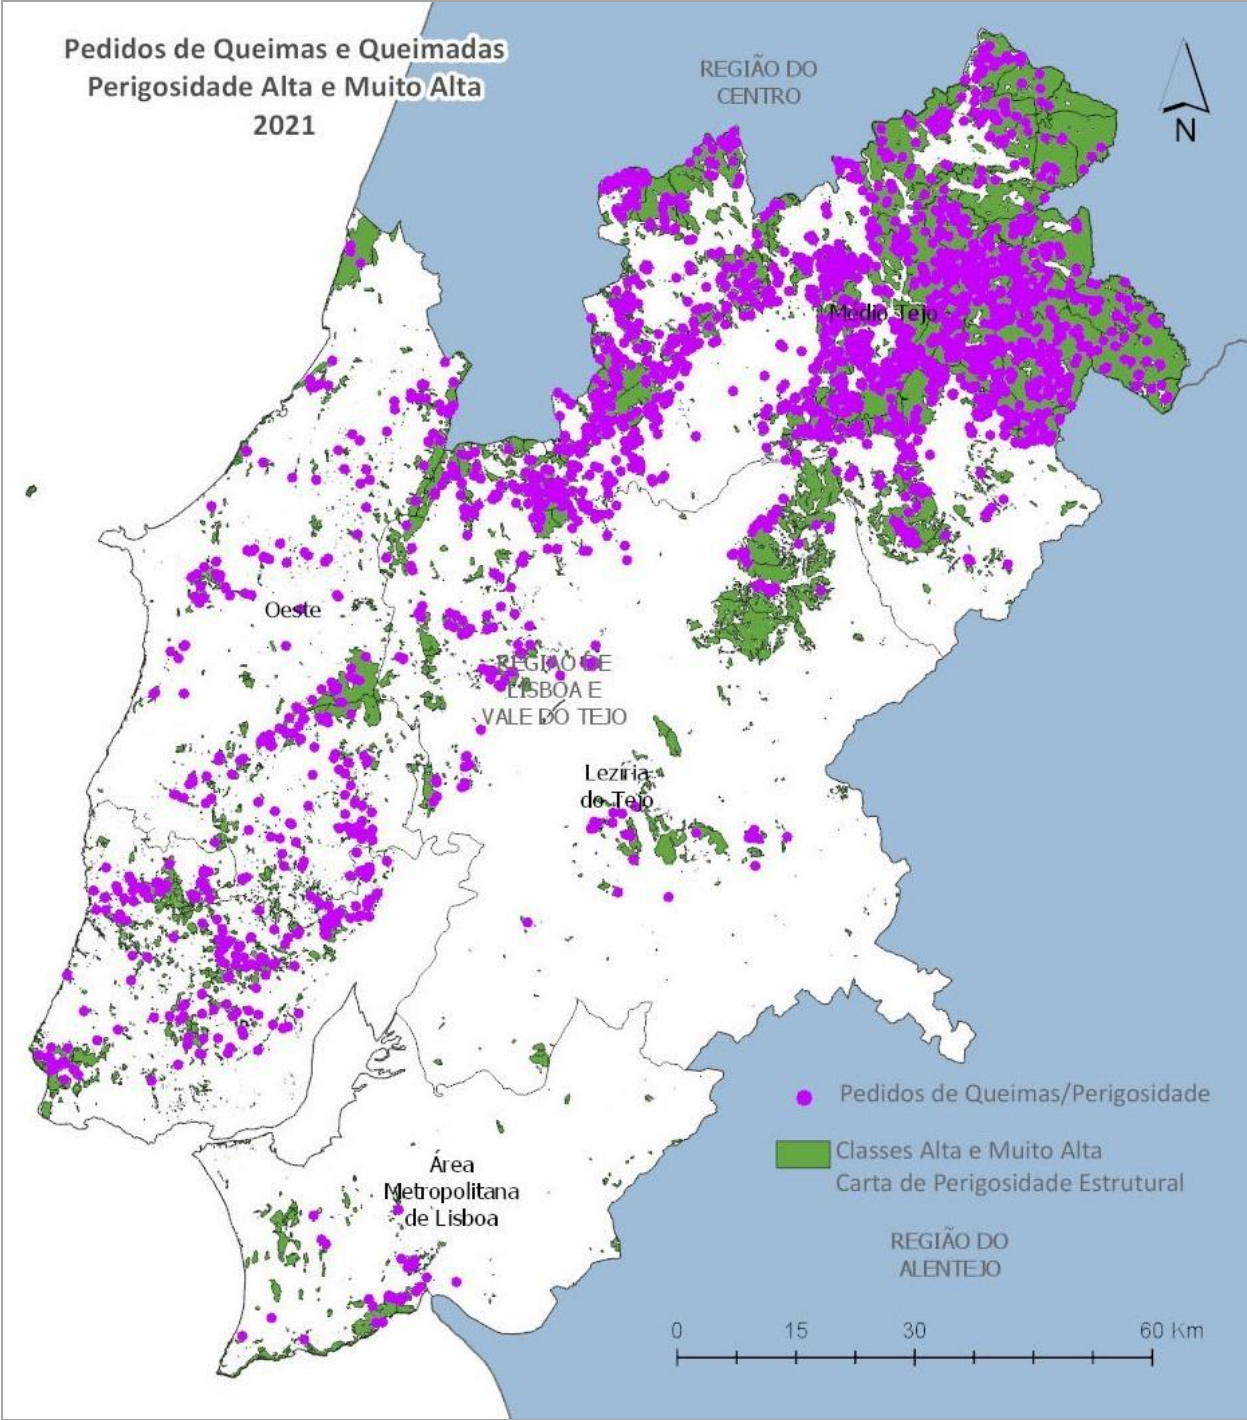 Pedidos de Queimas e Queimadas
Perigosidade Alta e Muito Alta
2021
REGIÃO DO
CENTRO
N
Médio Tejo
Oeste
REGIÃO DE
LISBOA E
VALE DO TEJO
Lezíria
do Tejo
Pedidos de Queimas/Perigosidade
Classes Alta e Muito Alta
Carta de Perigosidade Estrutural
Área
Metropolitana
de Lisboa
REGIÃO DO
ALENTEJO
0 15 30 60 Km